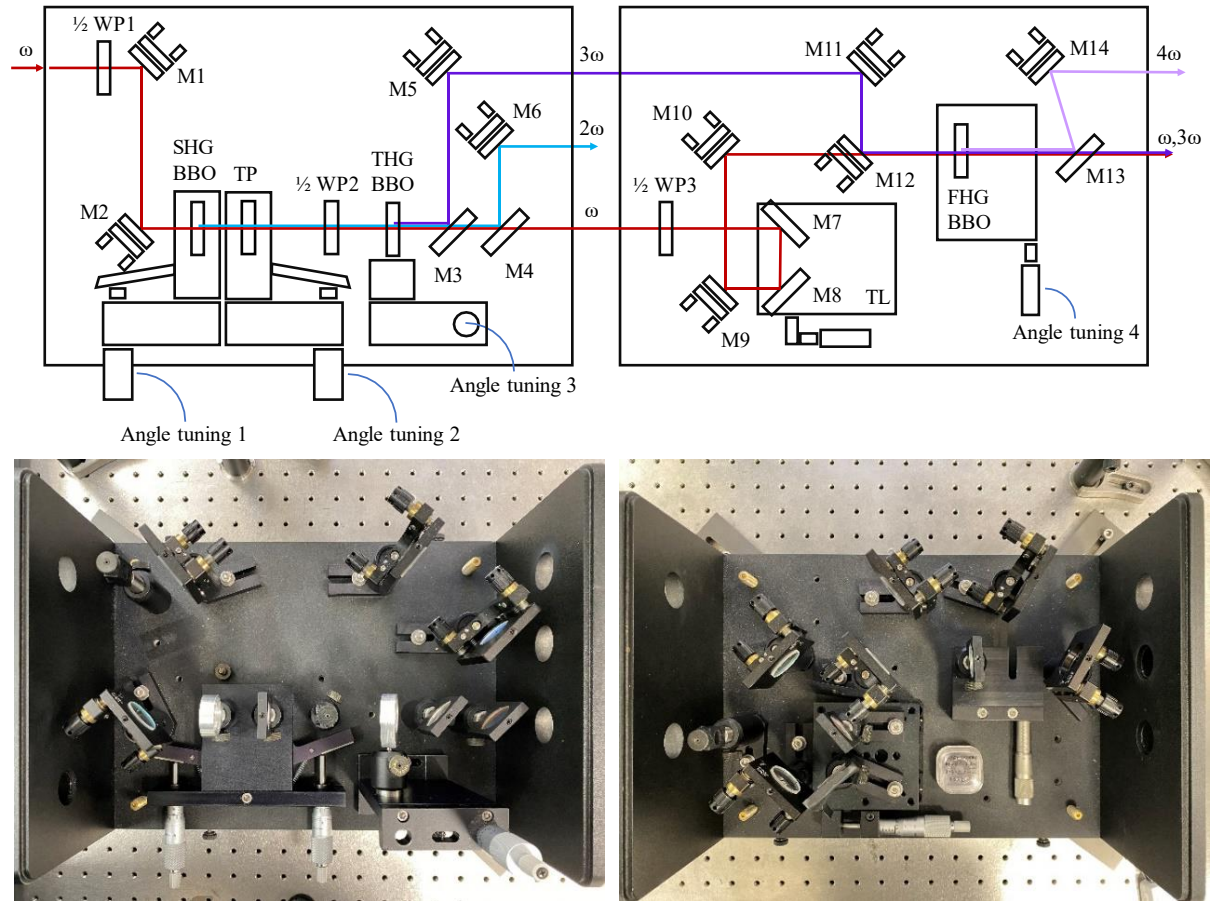 ½ WP1
ω
M1
M5
3ω
M6
2ω
SHG
BBO
TP
½ WP2
THG
BBO
M2
M3
M4
ω
Angle tuning 3
Angle tuning 1
Angle tuning 2
M11
M14
4ω
M10
M12
ω,3ω
M13
½ WP3
M7
FHG
BBO
M8
TL
M9
Angle tuning 4